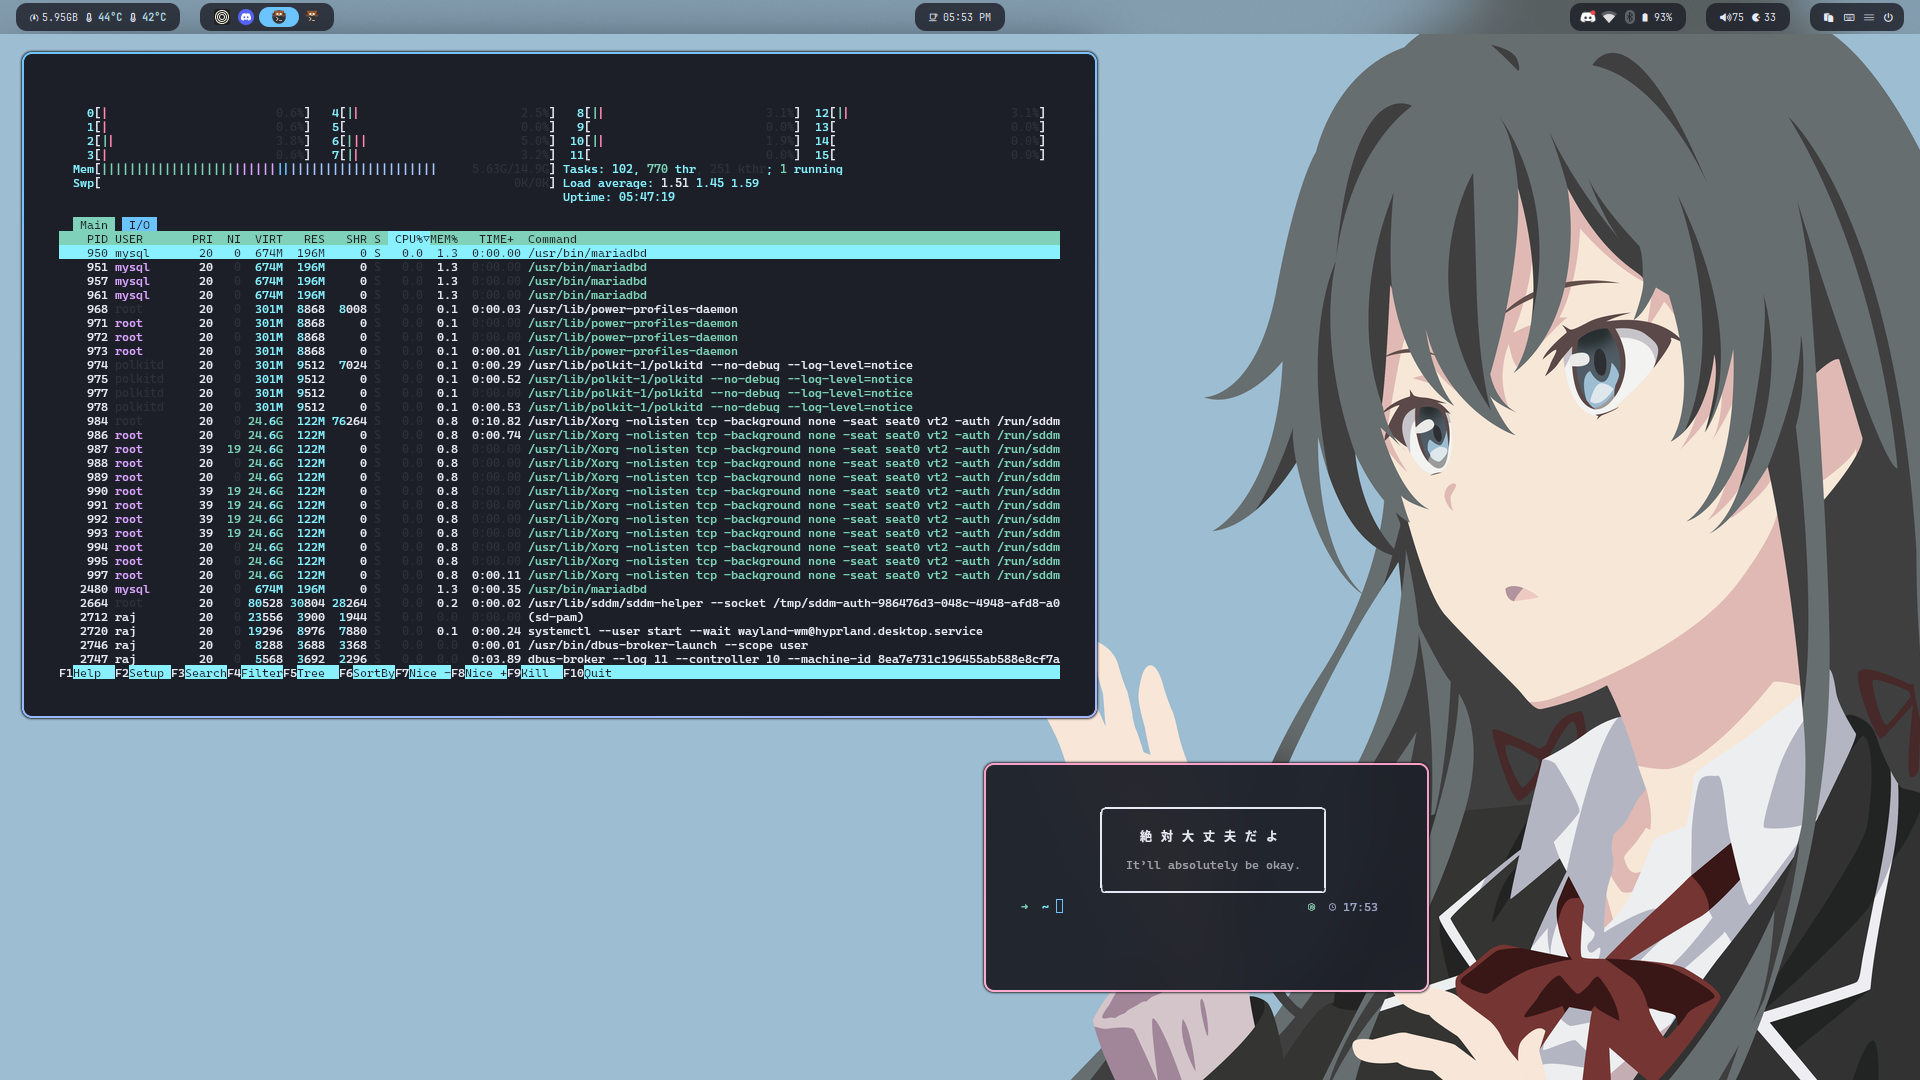 5.95GB 44°C 42°C
05:53 PM
93% 75 33
0[| 0.6%] 4[|| 2.5%] 8[|| 3.1%] 12[|| 3.1%]
1[| 0.6%] 5[ 0.0%] 9[ 0.0%] 13[ 0.0%]
2[|| 3.8%] 6[||| 5.0%] 10[|| 1.9%] 14[ 0.0%]
3[| 0.6%] 7[|| 3.2%] 11[ 0.0%] 15[ 0.0%]
Mem[|||||||||||||||||||||||||||||||||||||||||||||||| 5.63G/14.9G] Tasks: 102, 770 thr, 251 kthr; 1 running
Swp[ 0K/0K] Load average: 1.51 1.45 1.59
Uptime: 05:47:19
Main I/O
PID USER PRI NI VIRT RES SHR S CPU%▽MEM% TIME+ Command
950 mysql 20 0 674M 196M 0 S 0.0 1.3 0:00.00 /usr/bin/mariadbd
951 mysql 20 0 674M 196M 0 S 0.0 1.3 0:00.00 /usr/bin/mariadbd
957 mysql 20 0 674M 196M 0 S 0.0 1.3 0:00.00 /usr/bin/mariadbd
961 mysql 20 0 674M 196M 0 S 0.0 1.3 0:00.00 /usr/bin/mariadbd
968 root 20 0 301M 8868 8008 S 0.0 0.1 0:00.03 /usr/lib/power-profiles-daemon
971 root 20 0 301M 8868 0 S 0.0 0.1 0:00.00 /usr/lib/power-profiles-daemon
972 root 20 0 301M 8868 0 S 0.0 0.1 0:00.00 /usr/lib/power-profiles-daemon
973 root 20 0 301M 8868 0 S 0.0 0.1 0:00.01 /usr/lib/power-profiles-daemon
974 polkitd 20 0 301M 9512 7024 S 0.0 0.1 0:00.29 /usr/lib/polkit-1/polkitd --no-debug --log-level=notice
975 polkitd 20 0 301M 9512 0 S 0.0 0.1 0:00.52 /usr/lib/polkit-1/polkitd --no-debug --log-level=notice
977 polkitd 20 0 301M 9512 0 S 0.0 0.1 0:00.00 /usr/lib/polkit-1/polkitd --no-debug --log-level=notice
978 polkitd 20 0 301M 9512 0 S 0.0 0.1 0:00.53 /usr/lib/polkit-1/polkitd --no-debug --log-level=notice
984 root 20 0 24.6G 122M 76264 S 0.0 0.8 0:10.82 /usr/lib/Xorg -nolisten tcp -background none -seat seat0 vt2 -auth /run/sddm
986 root 20 0 24.6G 122M 0 S 0.0 0.8 0:00.74 /usr/lib/Xorg -nolisten tcp -background none -seat seat0 vt2 -auth /run/sddm
987 root 39 19 24.6G 122M 0 S 0.0 0.8 0:00.00 /usr/lib/Xorg -nolisten tcp -background none -seat seat0 vt2 -auth /run/sddm
988 root 20 0 24.6G 122M 0 S 0.0 0.8 0:00.00 /usr/lib/Xorg -nolisten tcp -background none -seat seat0 vt2 -auth /run/sddm
989 root 20 0 24.6G 122M 0 S 0.0 0.8 0:00.00 /usr/lib/Xorg -nolisten tcp -background none -seat seat0 vt2 -auth /run/sddm
990 root 39 19 24.6G 122M 0 S 0.0 0.8 0:00.00 /usr/lib/Xorg -nolisten tcp -background none -seat seat0 vt2 -auth /run/sddm
991 root 39 19 24.6G 122M 0 S 0.0 0.8 0:00.00 /usr/lib/Xorg -nolisten tcp -background none -seat seat0 vt2 -auth /run/sddm
992 root 39 19 24.6G 122M 0 S 0.0 0.8 0:00.00 /usr/lib/Xorg -nolisten tcp -background none -seat seat0 vt2 -auth /run/sddm
993 root 39 19 24.6G 122M 0 S 0.0 0.8 0:00.00 /usr/lib/Xorg -nolisten tcp -background none -seat seat0 vt2 -auth /run/sddm
994 root 20 0 24.6G 122M 0 S 0.0 0.8 0:00.00 /usr/lib/Xorg -nolisten tcp -background none -seat seat0 vt2 -auth /run/sddm
995 root 20 0 24.6G 122M 0 S 0.0 0.8 0:00.00 /usr/lib/Xorg -nolisten tcp -background none -seat seat0 vt2 -auth /run/sddm
997 root 20 0 24.6G 122M 0 S 0.0 0.8 0:00.11 /usr/lib/Xorg -nolisten tcp -background none -seat seat0 vt2 -auth /run/sddm
2480 mysql 20 0 674M 196M 0 S 0.0 1.3 0:00.35 /usr/bin/mariadbd
2664 root 20 0 80528 30804 28264 S 0.0 0.2 0:00.02 /usr/lib/sddm/sddm-helper --socket /tmp/sddm-auth-986476d3-048c-4948-afd8-a0
2712 raj 20 0 23556 3900 1944 S 0.0 0.0 0:00.00 (sd-pam)
2720 raj 20 0 19296 8976 7880 S 0.0 0.1 0:00.24 systemctl --user start --wait wayland-wm@hyprland.desktop.service
2746 raj 20 0 8288 3688 3368 S 0.0 0.0 0:00.01 /usr/bin/dbus-broker-launch --scope user
2747 raj 20 0 5568 3692 2296 S 0.0 0.0 0:03.89 dbus-broker --log 11 --controller 10 --machine-id 8ea7e731c196455ab588e8cf7a
F1Help F2Setup F3SearchF4FilterF5Tree F6SortByF7Nice -F8Nice +F9Kill F10Quit
絶対大丈夫だよ
It'll absolutely be okay.
→ ~ 17:53